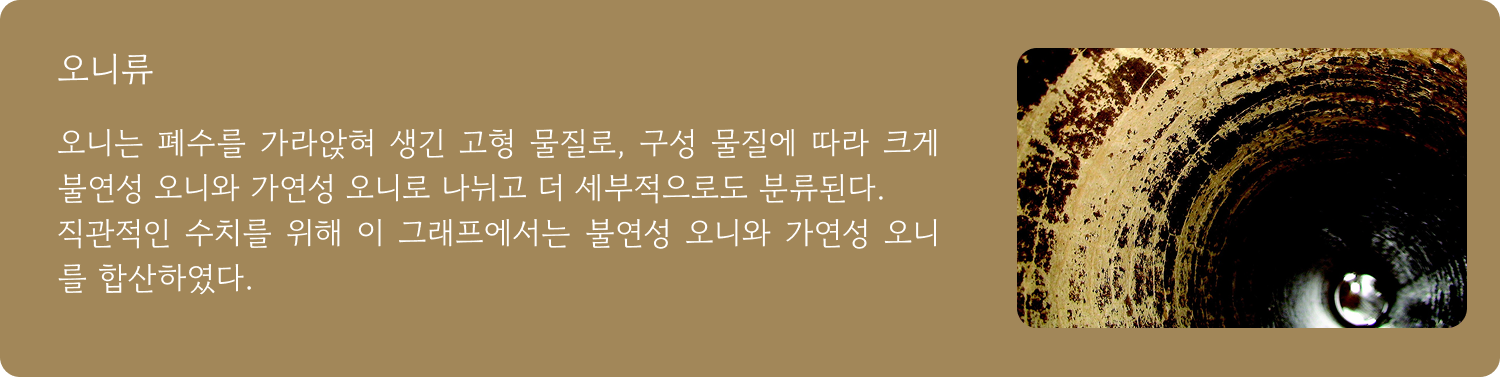 오니류
오니는 폐수를 가라앉혀 생긴 고형 물질로, 구성 물질에 따라 크게
불연성 오니와 가연성 오니로 나뉘고 더 세부적으로도 분류된다.
직관적인 수치를 위해 이 그래프에서는 불연성 오니와 가연성 오니
를 합산하였다.